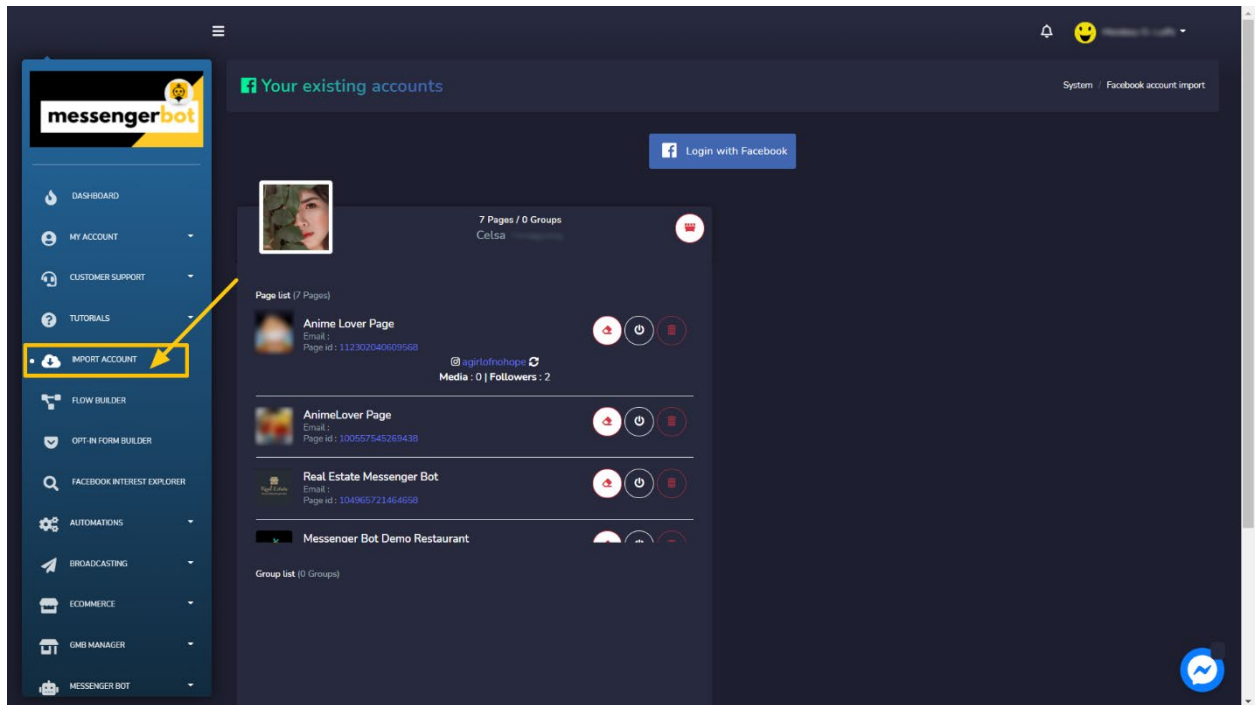 messengerbot
DASHBOARD
MY ACCOUNT
CUSTOMER SUPPORT
TUTORIALS
IMPORT ACCOUNT
FLOW BUILDER
OPT-IN FORM BUILDER
FACEBOOK INTEREST EXPLORER
AUTOMATIONS
BROADCASTING
ECOMMERCE
GMB MANAGER
MESSENGER BOT
Your existing accounts
System / Facebook account import
Login with Facebook
7 Pages / 0 Groups
Celsa
Page list (7 Pages)
Anime Lover Page
Email :
Page id : 112302040609568
agirlofnohope
Media : 0 | Followers : 2
AnimeLover Page
Email :
Page id : 100557545269438
Real Estate Messenger Bot
Email :
Page id : 104965721464658
Messenger Bot Demo Restaurant
Group list (0 Groups)